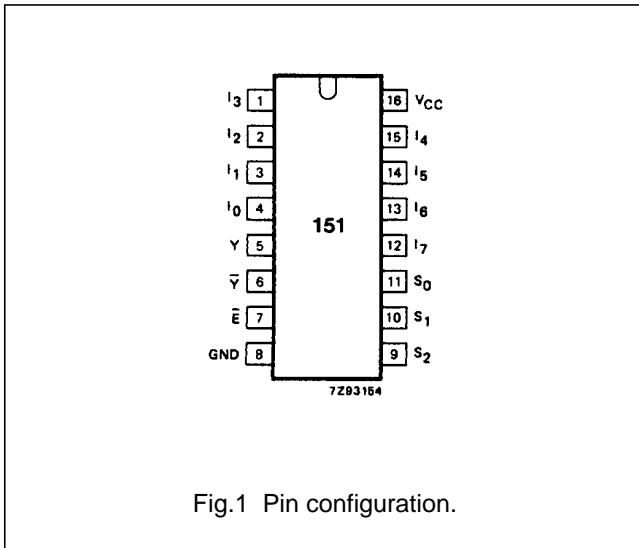 I3 1 16 VCC
I2 2 15 I4
I1 3 14 I5
I0 4 13 I6
151
Y 5 12 I7
Y̅ 6 11 S0
E̅ 7 10 S1
GND 8 9 S2
7Z93154
Fig.1 Pin configuration.